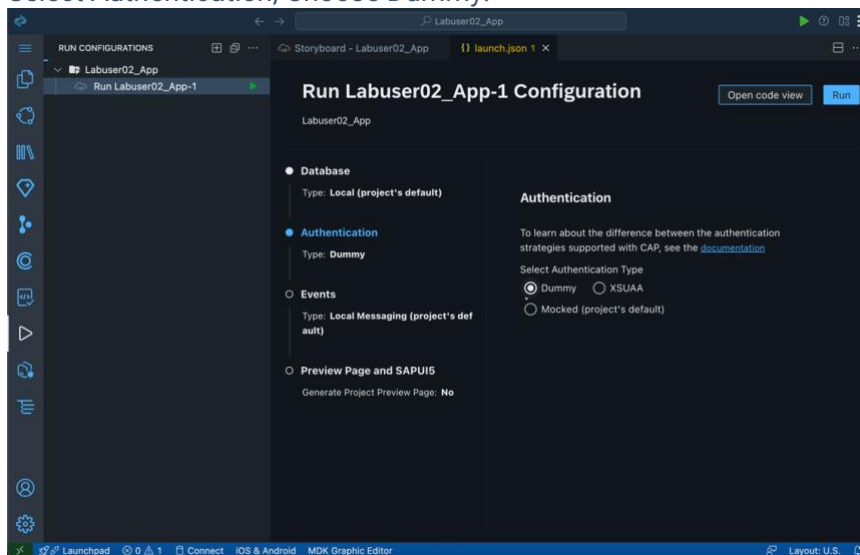 Select Authentication, Choose Dummy.
Labuser02_App
RUN CONFIGURATIONS
Storyboard - Labuser02_App
{} launch.json 1 ×
Labuser02_App
Run Labuser02_App-1
Run Labuser02_App-1 Configuration
Open code view
Run
Labuser02_App
Database
Type: Local (project's default)
Authentication
Type: Dummy
Events
Type: Local Messaging (project's def
ault)
Preview Page and SAPUI5
Generate Project Preview Page: No
Authentication
To learn about the difference between the authentication
strategies supported with CAP, see the documentation
Select Authentication Type
Dummy
XSUAA
Mocked (project's default)
Launchpad 0 1 Connect iOS & Android MDK Graphic Editor
Layout: U.S.